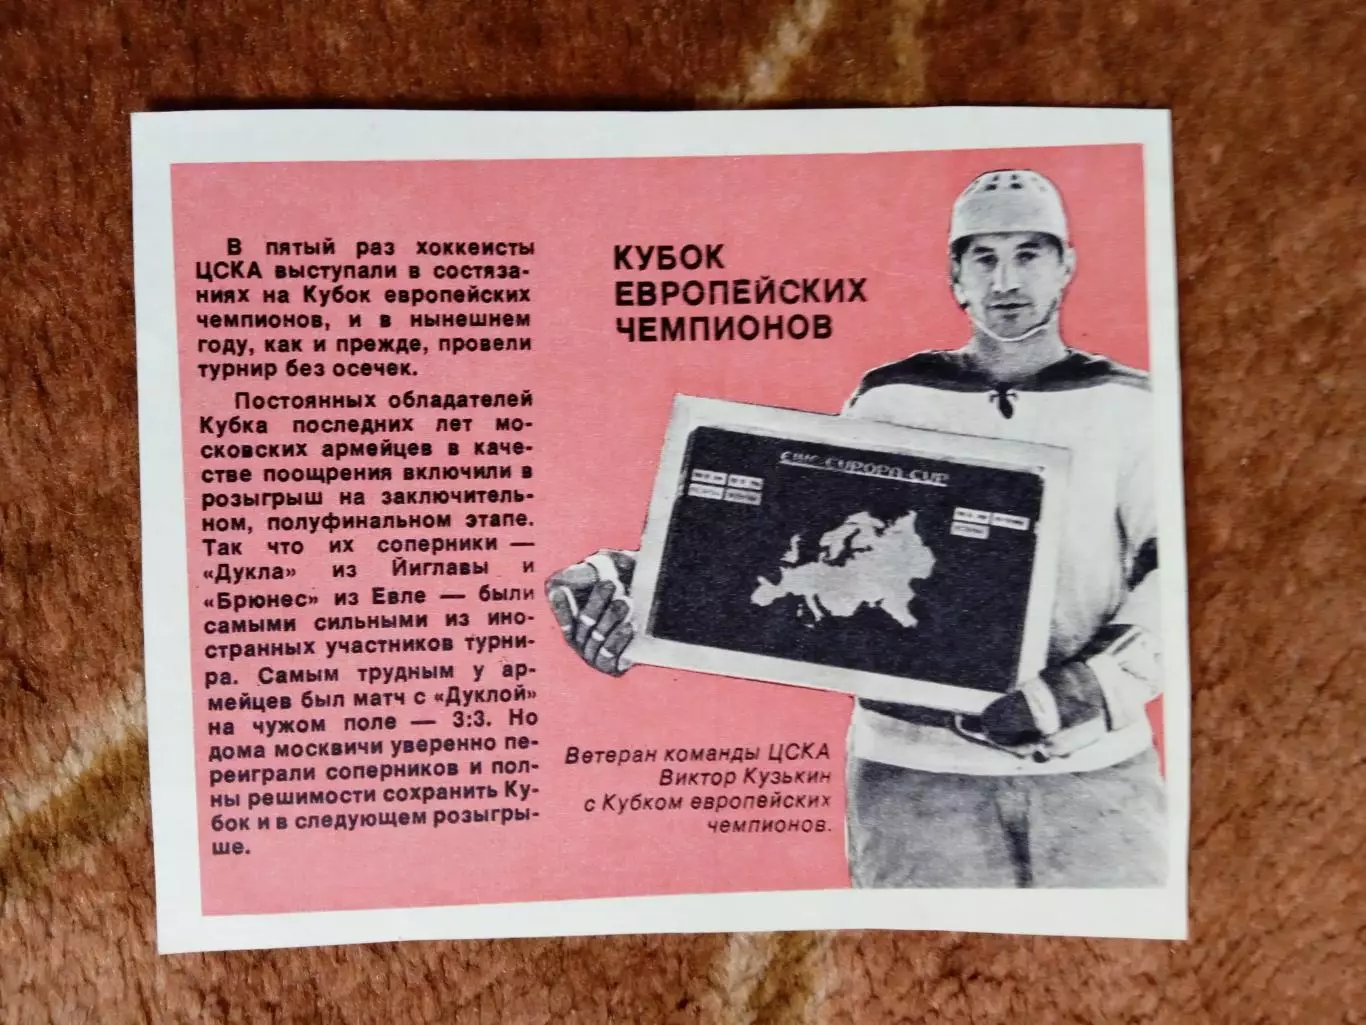 В пятый раз хоккеисты
ЦСКА выступали в состяза-
ниях на Кубок европейских
чемпионов, и в нынешнем
году, как и прежде, провели
турнир без осечек.
Постоянных обладателей
Кубка последних лет мо-
сковских армейцев в каче-
стве поощрения включили в
розыгрыш на заключитель-
ном, полуфинальном этапе.
Так что их соперники —
«Дукла» из Йиглавы и
«Брюнес» из Евле — были
самыми сильными из ино-
странных участников турни-
ра. Самым трудным у ар-
мейцев был матч с «Дуклой»
на чужом поле — 3:3. Но
дома москвичи уверенно пе-
реиграли соперников и пол-
ны решимости сохранить Ку-
бок и в следующем розыгры-
ше.
КУБОК
ЕВРОПЕЙСКИХ
ЧЕМПИОНОВ
EUROPA CUP
Ветеран команды ЦСКА
Виктор Кузькин
с Кубком европейских
чемпионов.